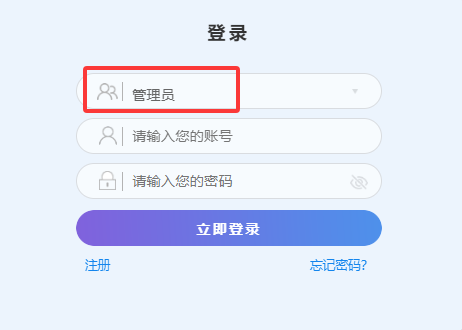 登录
管理员
请输入您的账号
请输入您的密码
立即登录
注册 忘记密码?